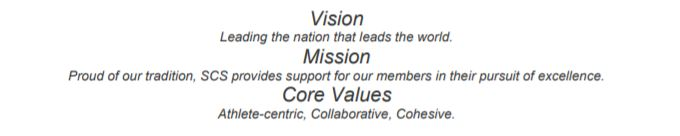 Vision
Leading the nation that leads the world.
Mission
Proud of our tradition, SCS provides support for our members in their pursuit of excellence.
Core Values
Athlete-centric, Collaborative, Cohesive.